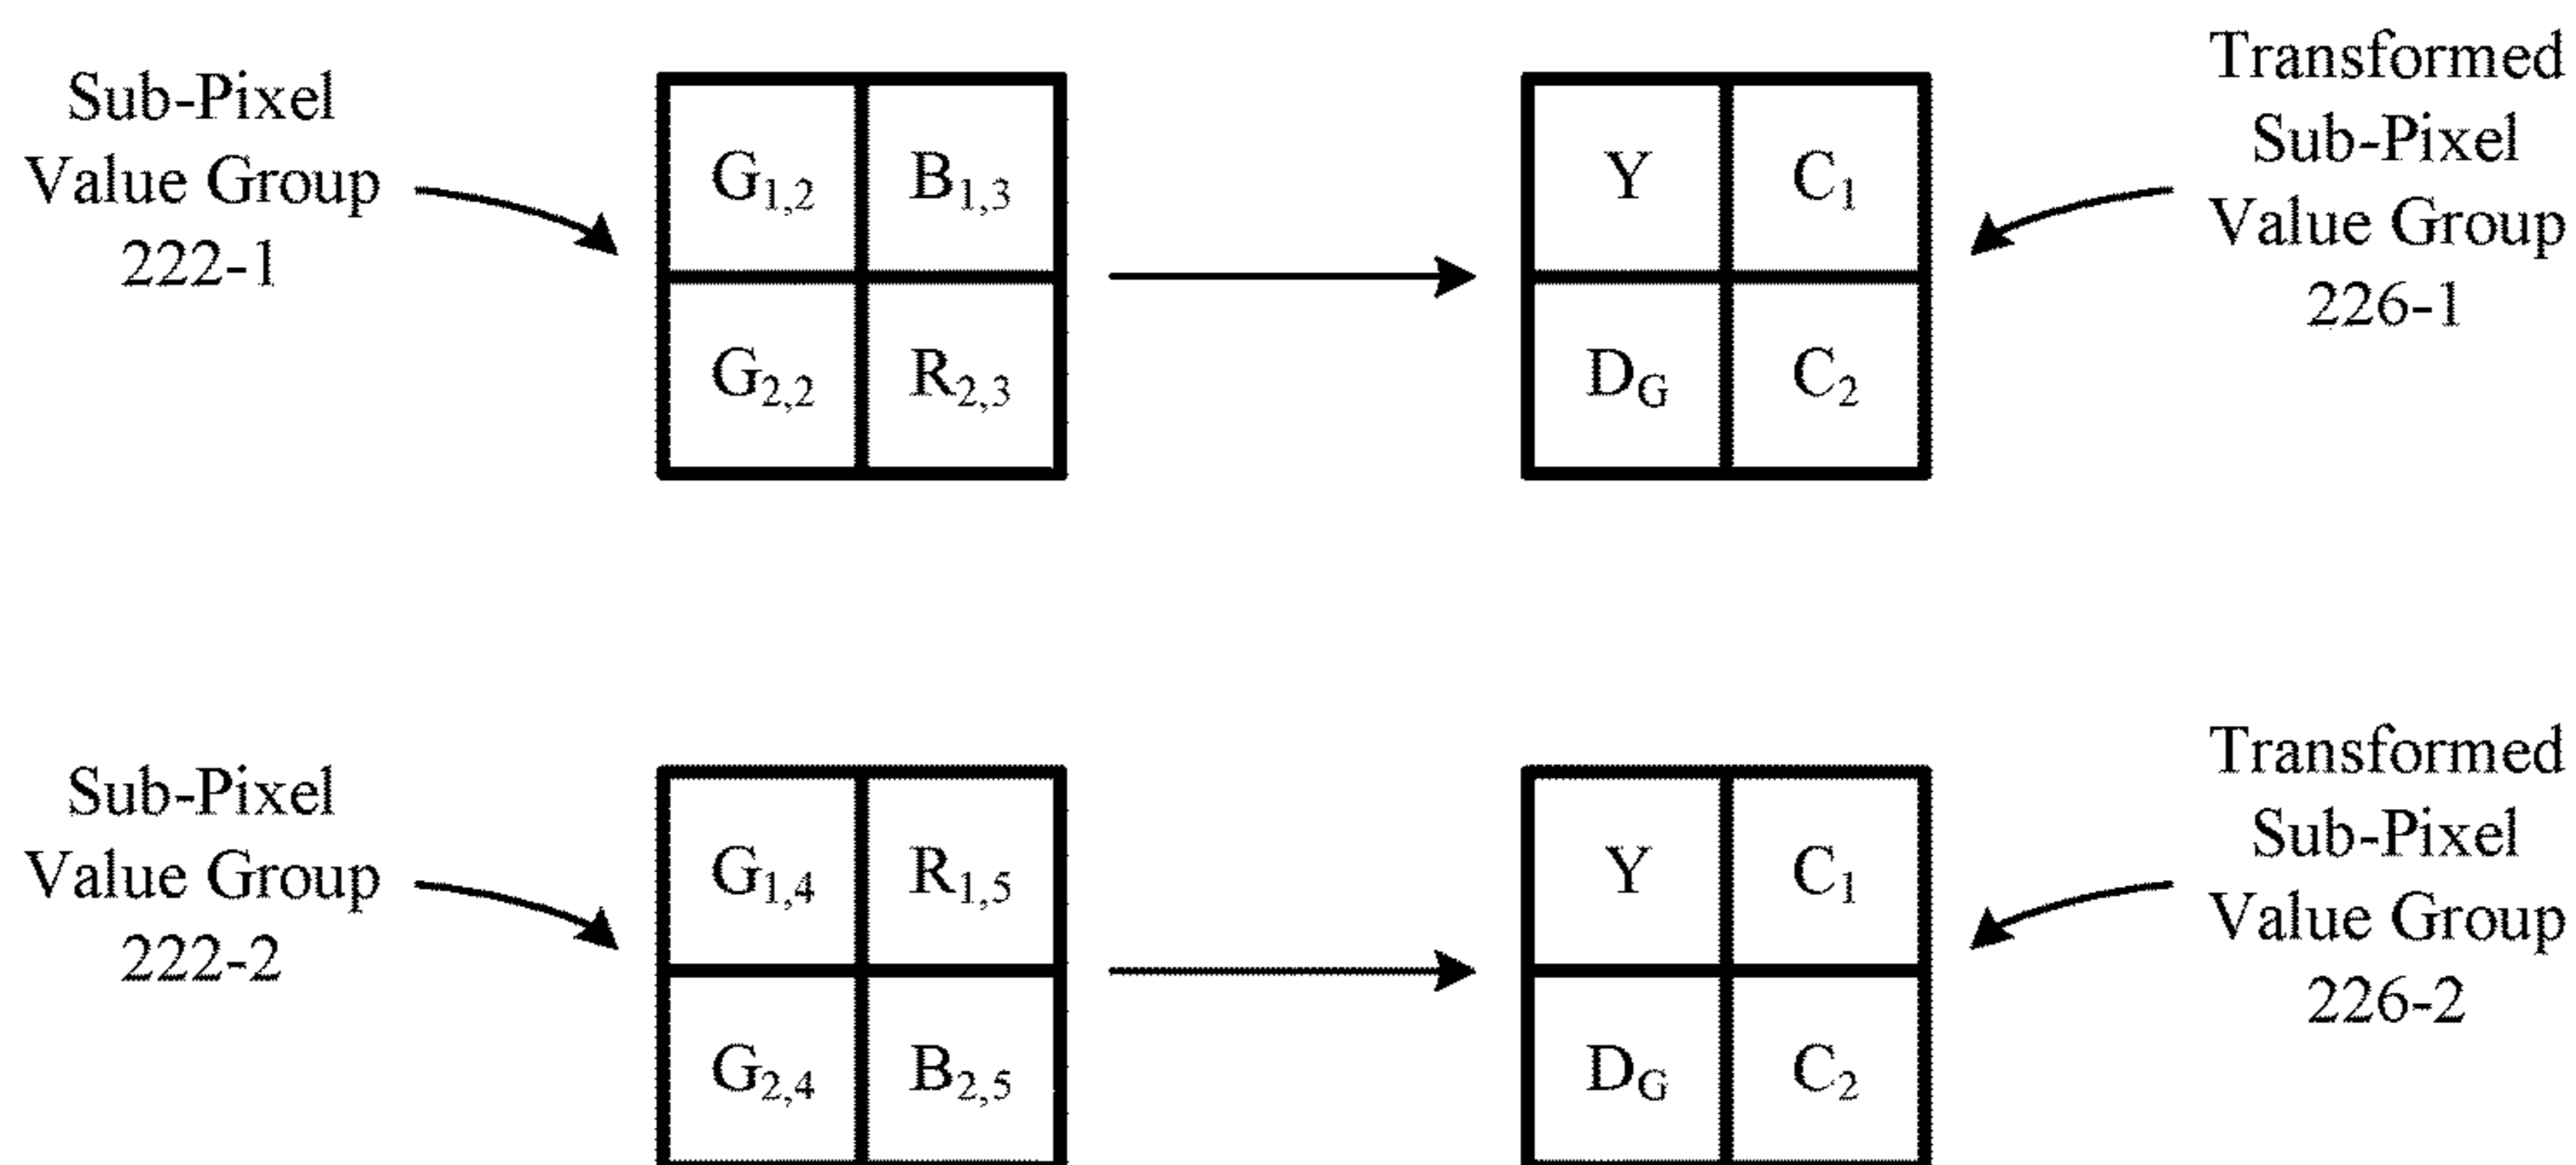 Sub-Pixel
Value Group
222-1
G1,2 B1,3
G2,2 R2,3
Y C1
DG C2
Transformed
Sub-Pixel
Value Group
226-1
Sub-Pixel
Value Group
222-2
G1,4 R1,5
G2,4 B2,5
Y C1
DG C2
Transformed
Sub-Pixel
Value Group
226-2